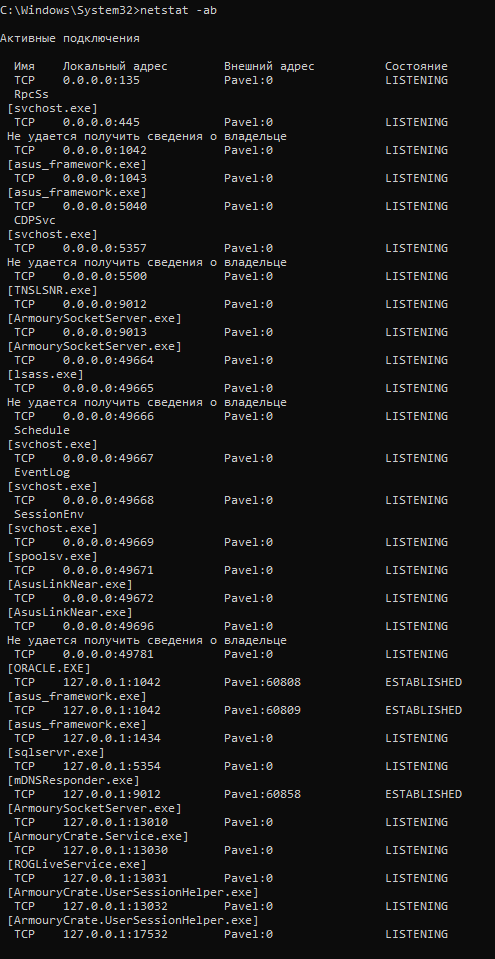 C:\Windows\System32>netstat -ab
Активные подключения
Имя Локальный адрес Внешний адрес Состояние
TCP 0.0.0.0:135 Pavel:0 LISTENING
RpcSs
[svchost.exe]
TCP 0.0.0.0:445 Pavel:0 LISTENING
Не удается получить сведения о владельце
TCP 0.0.0.0:1042 Pavel:0 LISTENING
[asus_framework.exe]
TCP 0.0.0.0:1043 Pavel:0 LISTENING
[asus_framework.exe]
TCP 0.0.0.0:5040 Pavel:0 LISTENING
CDPSvc
[svchost.exe]
TCP 0.0.0.0:5357 Pavel:0 LISTENING
Не удается получить сведения о владельце
TCP 0.0.0.0:5500 Pavel:0 LISTENING
[TNSLSNR.exe]
TCP 0.0.0.0:9012 Pavel:0 LISTENING
[ArmourySocketServer.exe]
TCP 0.0.0.0:9013 Pavel:0 LISTENING
[ArmourySocketServer.exe]
TCP 0.0.0.0:49664 Pavel:0 LISTENING
[lsass.exe]
TCP 0.0.0.0:49665 Pavel:0 LISTENING
Не удается получить сведения о владельце
TCP 0.0.0.0:49666 Pavel:0 LISTENING
Schedule
[svchost.exe]
TCP 0.0.0.0:49667 Pavel:0 LISTENING
EventLog
[svchost.exe]
TCP 0.0.0.0:49668 Pavel:0 LISTENING
SessionEnv
[svchost.exe]
TCP 0.0.0.0:49669 Pavel:0 LISTENING
[spoolsv.exe]
TCP 0.0.0.0:49671 Pavel:0 LISTENING
[AsusLinkNear.exe]
TCP 0.0.0.0:49672 Pavel:0 LISTENING
[AsusLinkNear.exe]
TCP 0.0.0.0:49696 Pavel:0 LISTENING
Не удается получить сведения о владельце
TCP 0.0.0.0:49781 Pavel:0 LISTENING
[ORACLE.EXE]
TCP 127.0.0.1:1042 Pavel:60808 ESTABLISHED
[asus_framework.exe]
TCP 127.0.0.1:1042 Pavel:60809 ESTABLISHED
[asus_framework.exe]
TCP 127.0.0.1:1434 Pavel:0 LISTENING
[sqlservr.exe]
TCP 127.0.0.1:5354 Pavel:0 LISTENING
[mDNSResponder.exe]
TCP 127.0.0.1:9012 Pavel:60858 ESTABLISHED
[ArmourySocketServer.exe]
TCP 127.0.0.1:13010 Pavel:0 LISTENING
[ArmouryCrate.Service.exe]
TCP 127.0.0.1:13030 Pavel:0 LISTENING
[ROGLiveService.exe]
TCP 127.0.0.1:13031 Pavel:0 LISTENING
[ArmouryCrate.UserSessionHelper.exe]
TCP 127.0.0.1:13032 Pavel:0 LISTENING
[ArmouryCrate.UserSessionHelper.exe]
TCP 127.0.0.1:17532 Pavel:0 LISTENING